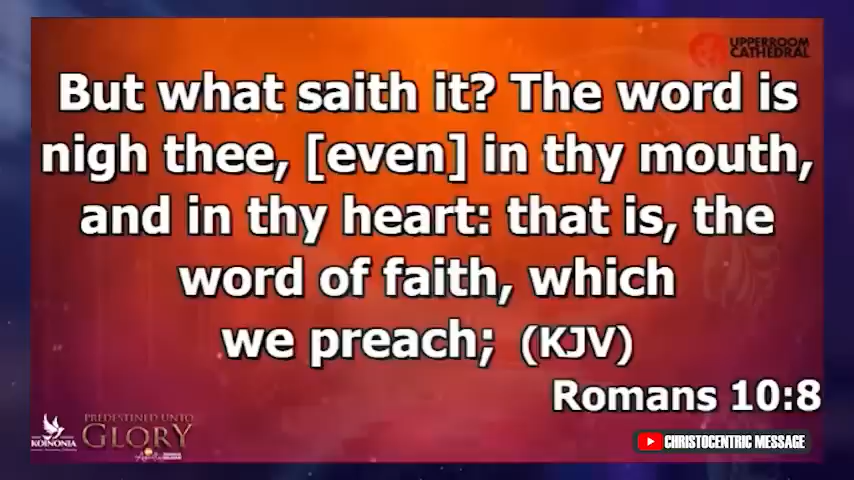 UPPERROOM
CATHEDRAL
But what saith it? The word is
nigh thee, [even] in thy mouth,
and in thy heart: that is, the
word of faith, which
we preach; (KJV)
Romans 10:8
KOINONIA
PREDESTINED UNTO
GLORY
CHRISTOCENTRIC MESSAGE